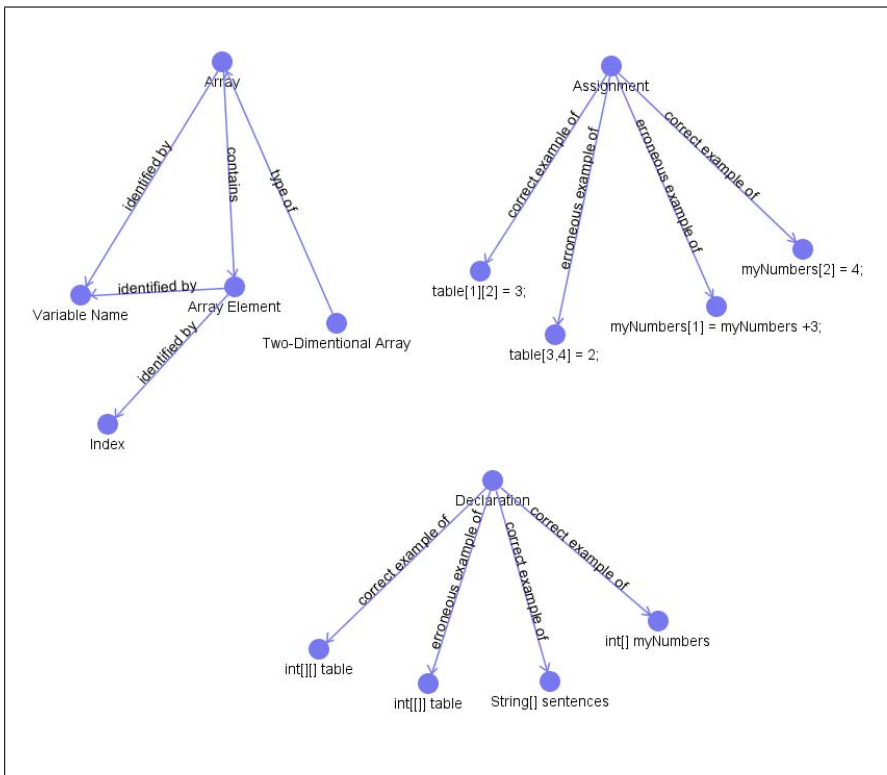 Array
identified by
contains
type of
identified by
Variable Name
Array Element
Two-Dimentional Array
identified by
Index
Assignment
correct example of
erroneous example of
erroneous example of
correct example of
table[1][2] = 3;
table[3,4] = 2;
myNumbers[1] = myNumbers +3;
myNumbers[2] = 4;
Declaration
correct example of
erroneous example of
correct example of
correct example of
int[][] table
int[[]] table
String[] sentences
int[] myNumbers